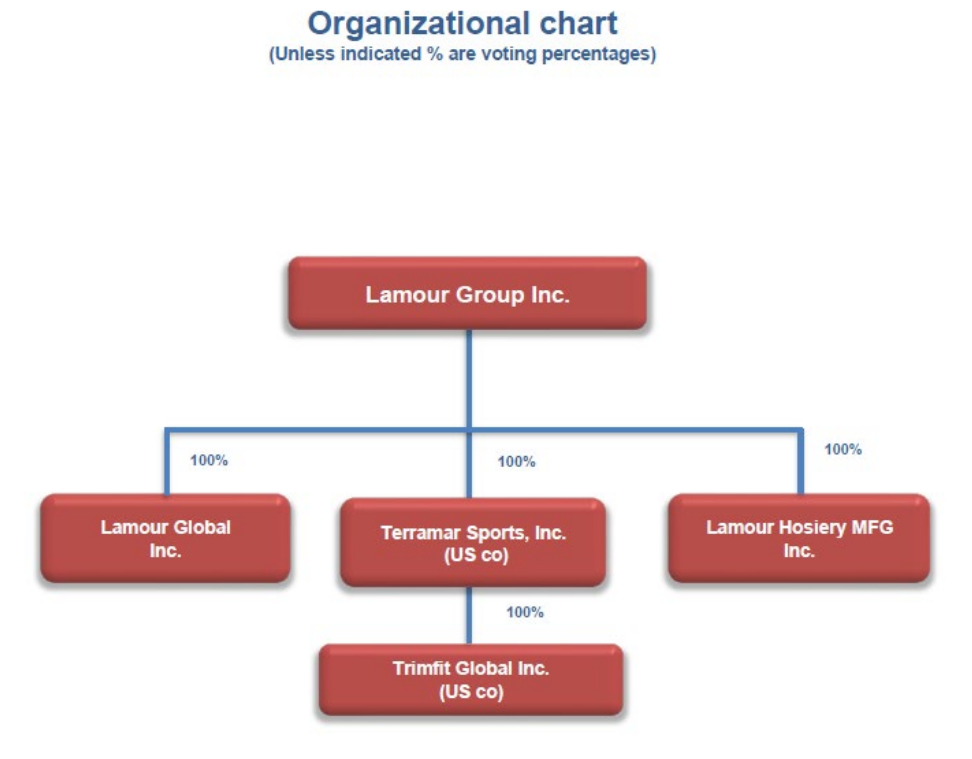 Organizational chart
(Unless indicated % are voting percentages)
Lamour Group Inc.
100%
100%
100%
Lamour Global
Inc.
Terramar Sports, Inc.
(US co)
Lamour Hosiery MFG
Inc.
100%
Trimfit Global Inc.
(US co)